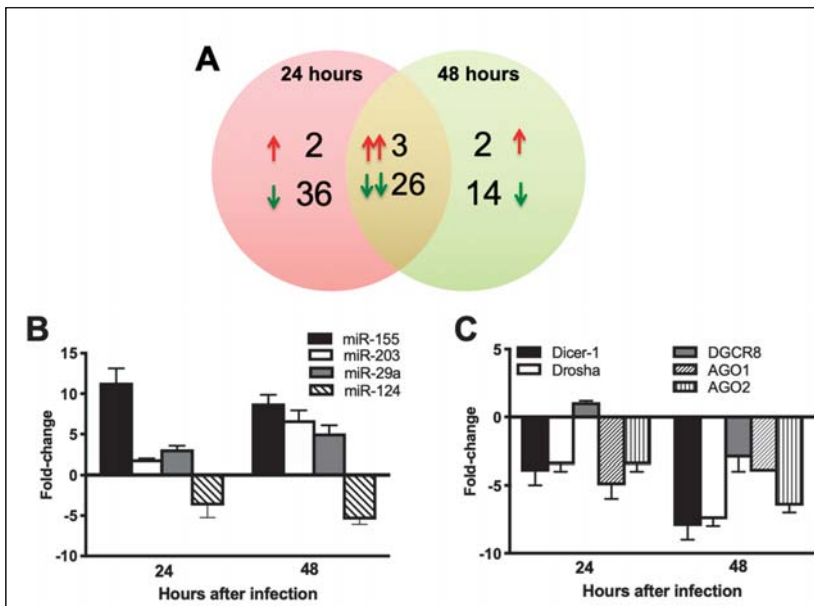 A
24 hours
48 hours
2
3
2
36
26
14
B
miR-155
miR-203
miR-29a
miR-124
Fold-change
15
10
5
0
-5
-10
24
48
Hours after infection
C
Dicer-1
Drosha
DGCR8
AGO1
AGO2
Fold-change
5
0
-5
-10
24
48
Hours after infection